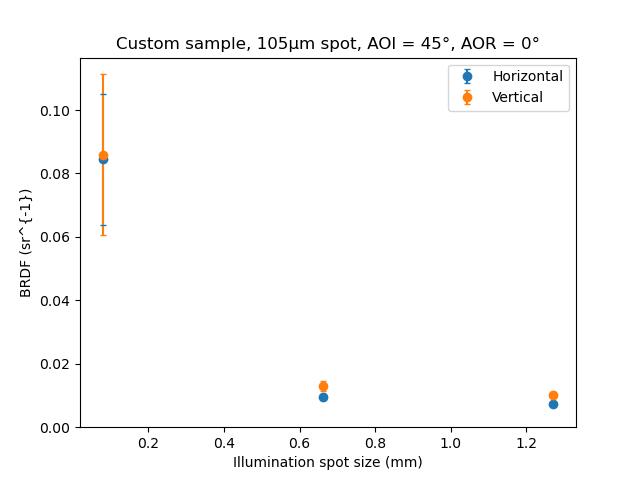 Custom sample, 105μm spot, AOI = 45°, AOR = 0°
Horizontal
Vertical
BRDF (sr^{-1})
0.10
0.08
0.06
0.04
0.02
0.00
0.2
0.4
0.6
0.8
1.0
1.2
Illumination spot size (mm)